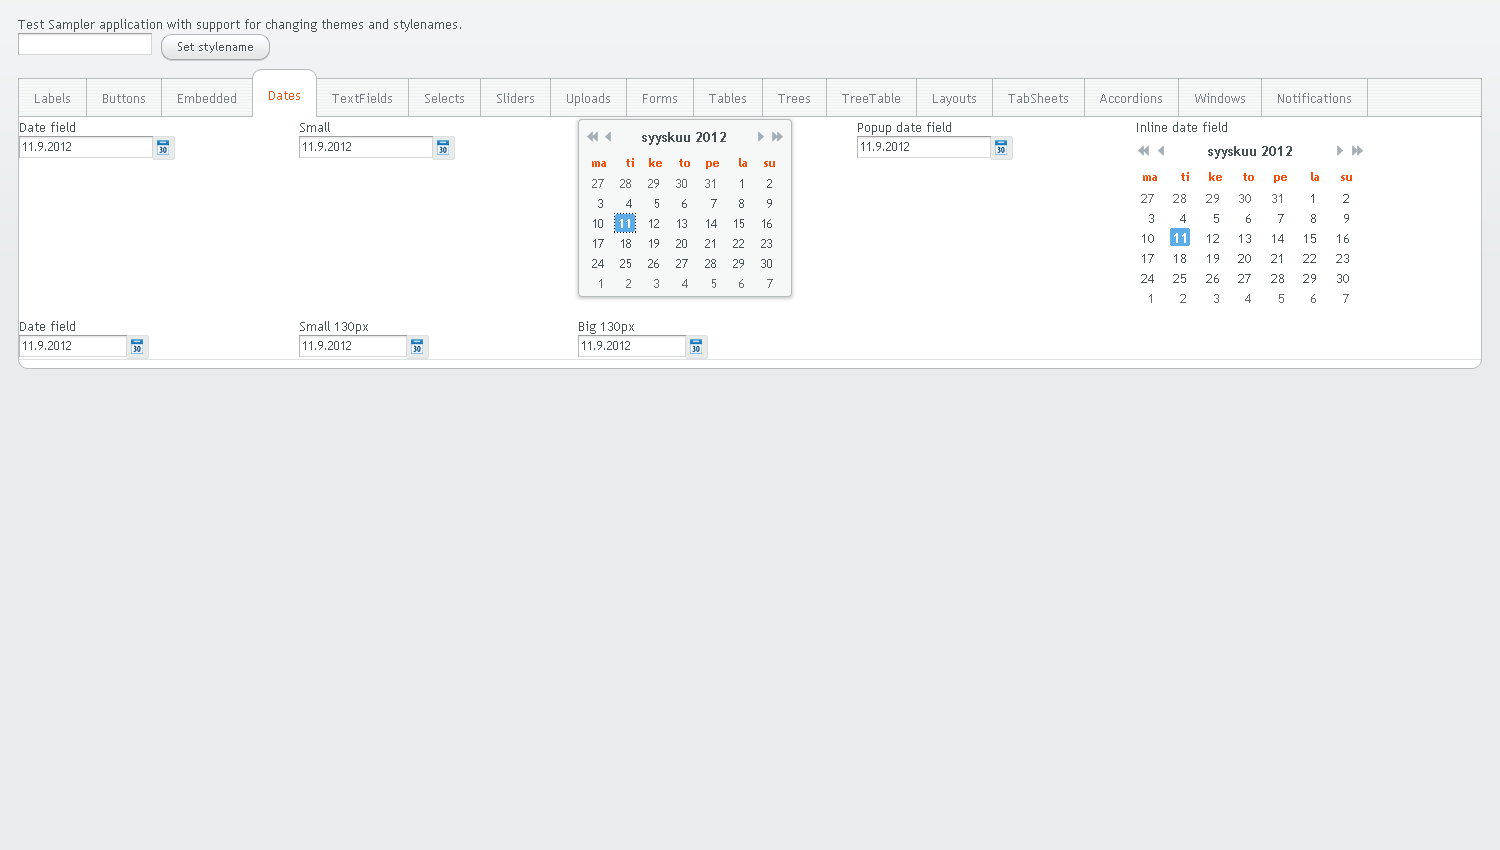 Test Sampler application with support for changing themes and stylenames.
Set stylename
Labels Buttons Embedded Dates TextFields Selects Sliders Uploads Forms Tables Trees TreeTable Layouts TabSheets Accordions Windows Notifications
Date field
11.9.2012
30
Small
11.9.2012
30
syyskuu 2012
ma ti ke to pe la su
27 28 29 30 31 1 2
3 4 5 6 7 8 9
10 11 12 13 14 15 16
17 18 19 20 21 22 23
24 25 26 27 28 29 30
1 2 3 4 5 6 7
Popup date field
11.9.2012
30
Inline date field
syyskuu 2012
ma ti ke to pe la su
27 28 29 30 31 1 2
3 4 5 6 7 8 9
10 11 12 13 14 15 16
17 18 19 20 21 22 23
24 25 26 27 28 29 30
1 2 3 4 5 6 7
Date field
11.9.2012
30
Small 130px
11.9.2012
30
Big 130px
11.9.2012
30